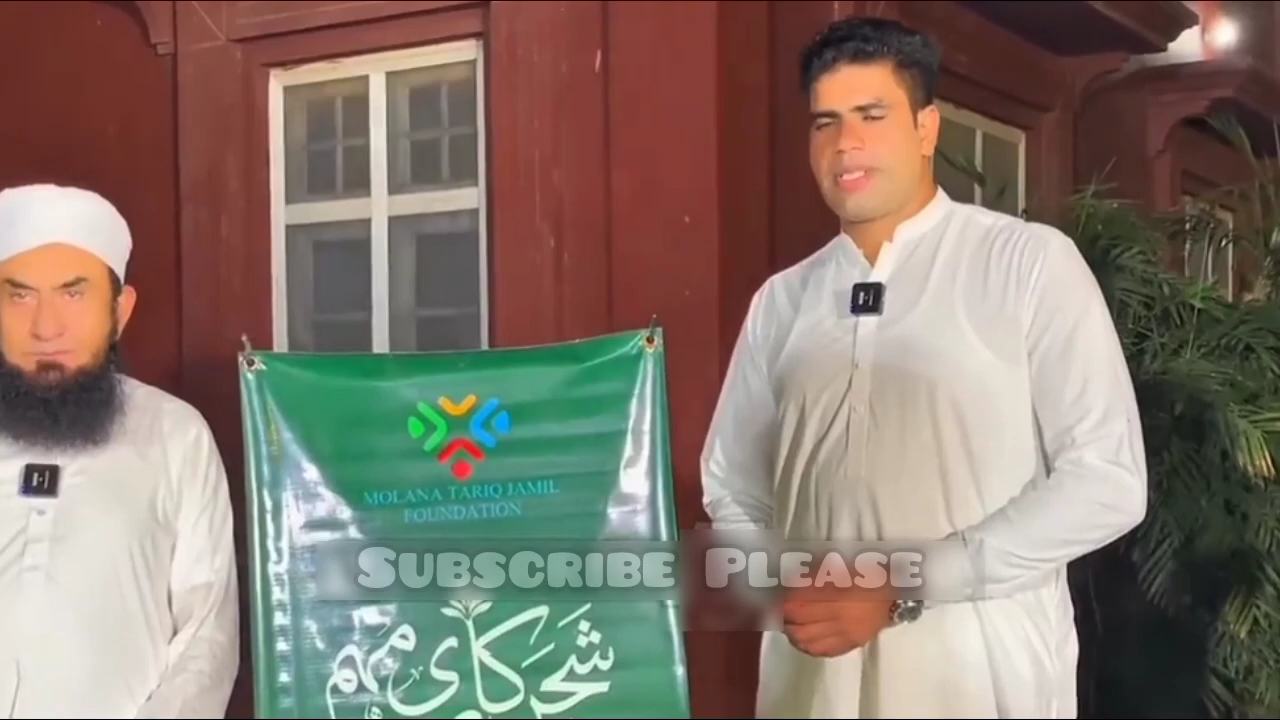 MOLANA TARIQ JAMIL
FOUNDATION
SUBSCRIBE PLEASE
شجرکاری مہم